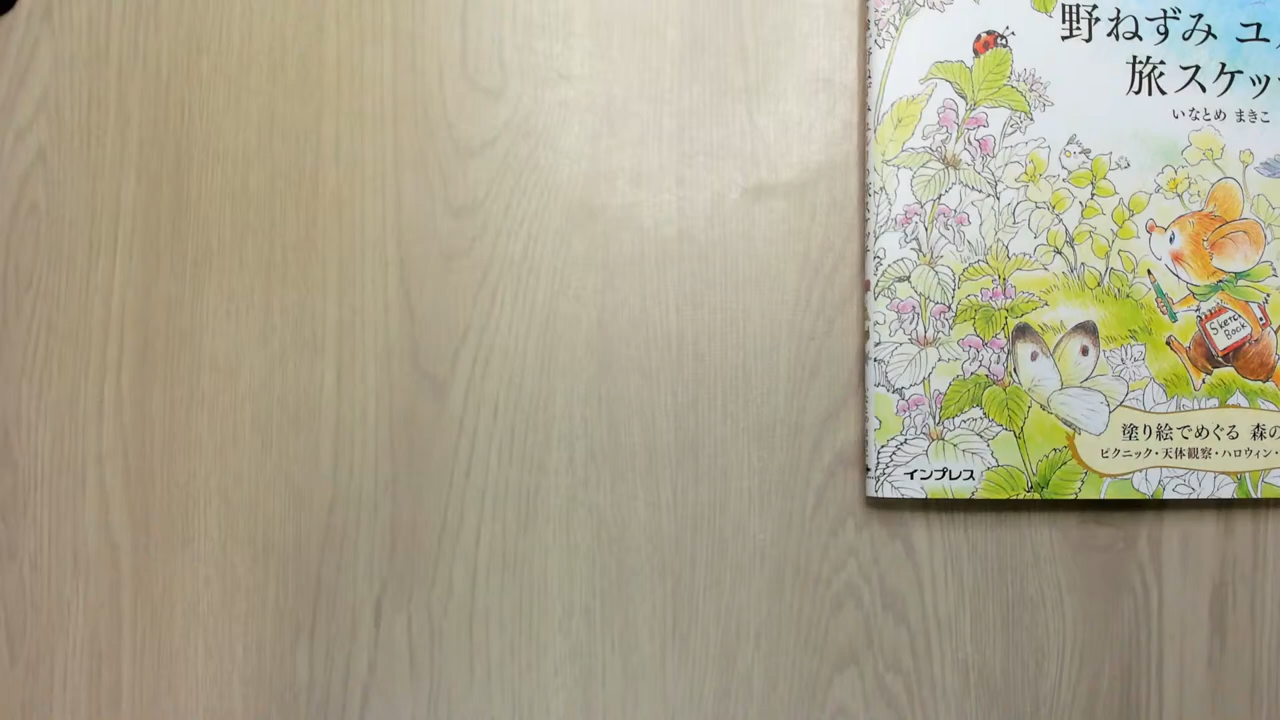 野ねずみ ユ
旅スケッ
いなとめ まきこ
Sketch
Book
塗り絵でめぐる 森の
ピクニック・天体観察・ハロウィン・
インプレス